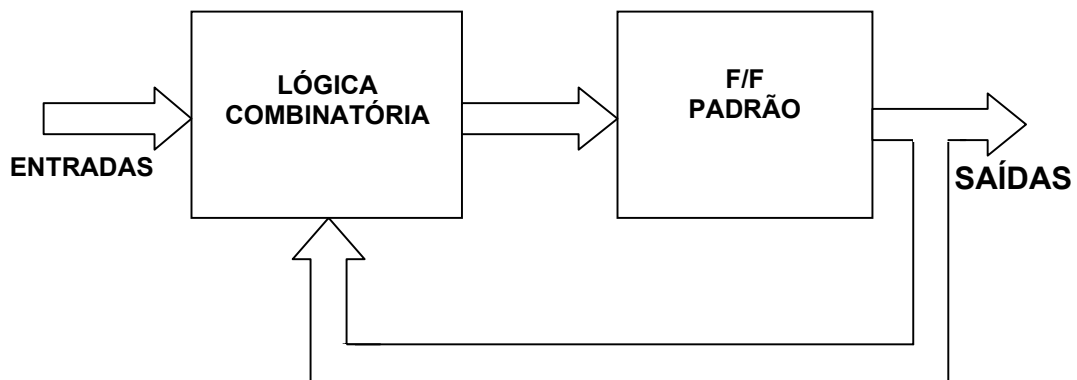 LÓGICA
COMBINATÓRIA
F/F
PADRÃO
ENTRADAS
SAÍDAS